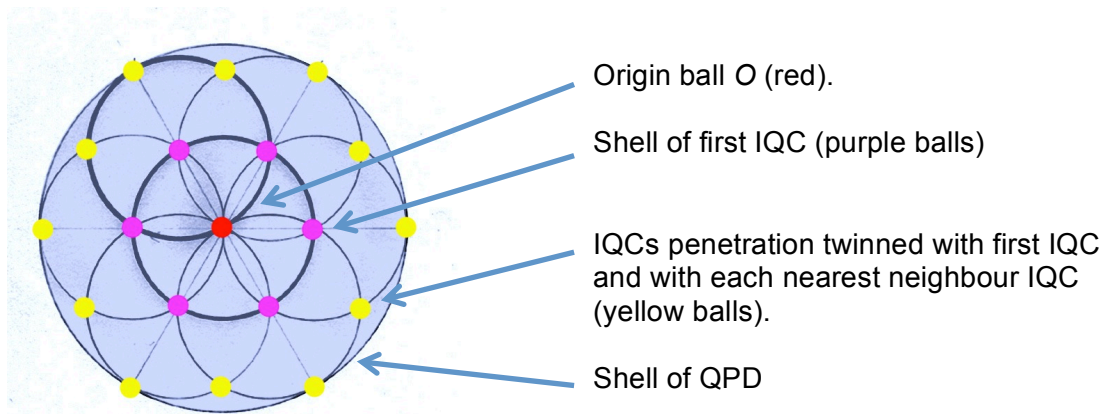 Origin ball O (red).
Shell of first IQC (purple balls)
IQCs penetration twinned with first IQC
and with each nearest neighbour IQC
(yellow balls).
Shell of QPD